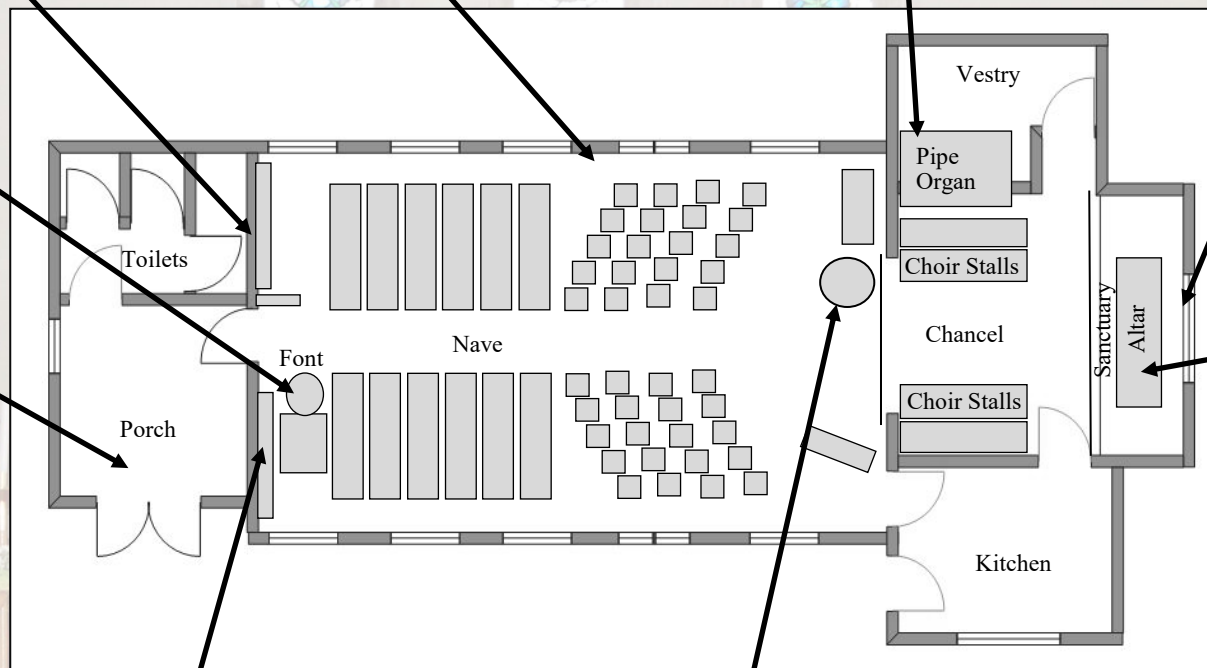 Vestry
Pipe
Organ
Toilets
Choir Stalls
Nave
Chancel
Sanctuary
Altar
Font
Porch
Choir Stalls
Kitchen